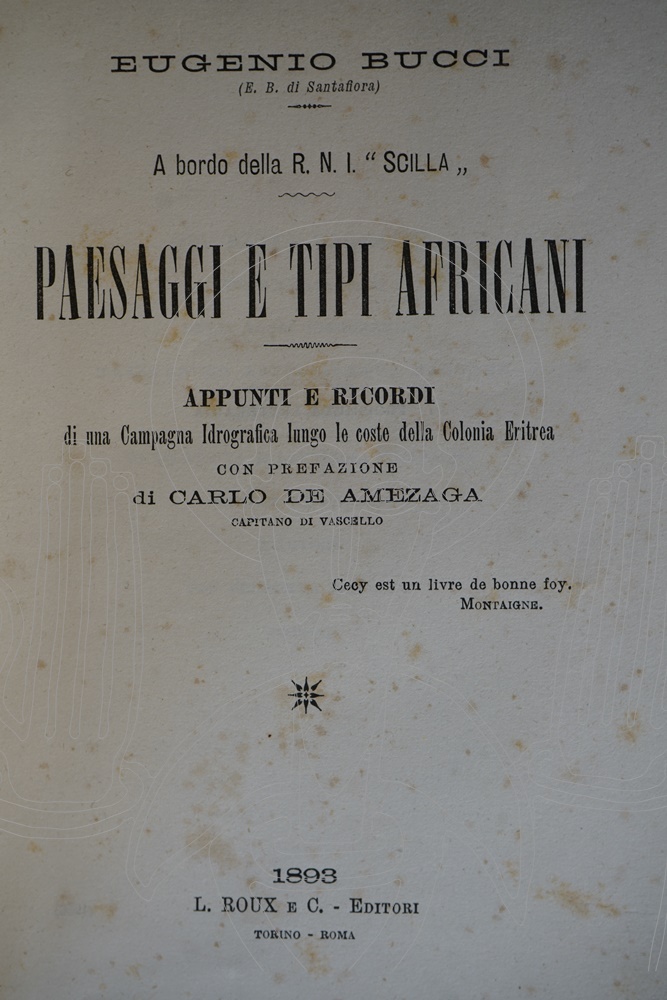 EUGENIO BUCCI
(E. B. di Santafiora)
A bordo della R. N. I. “ SCILLA „
PAESAGGI E TIPI AFRICANI
APPUNTI E RICORDI
di una Campagna Idrografica lungo le coste della Colonia Eritrea
CON PREFAZIONE
di CARLO DE AMEZAGA
CAPITANO DI VASCELLO
Cecy est un livre de bonne foy.
MONTAIGNE.
1893
L. ROUX E C. - EDITORI
TORINO - ROMA